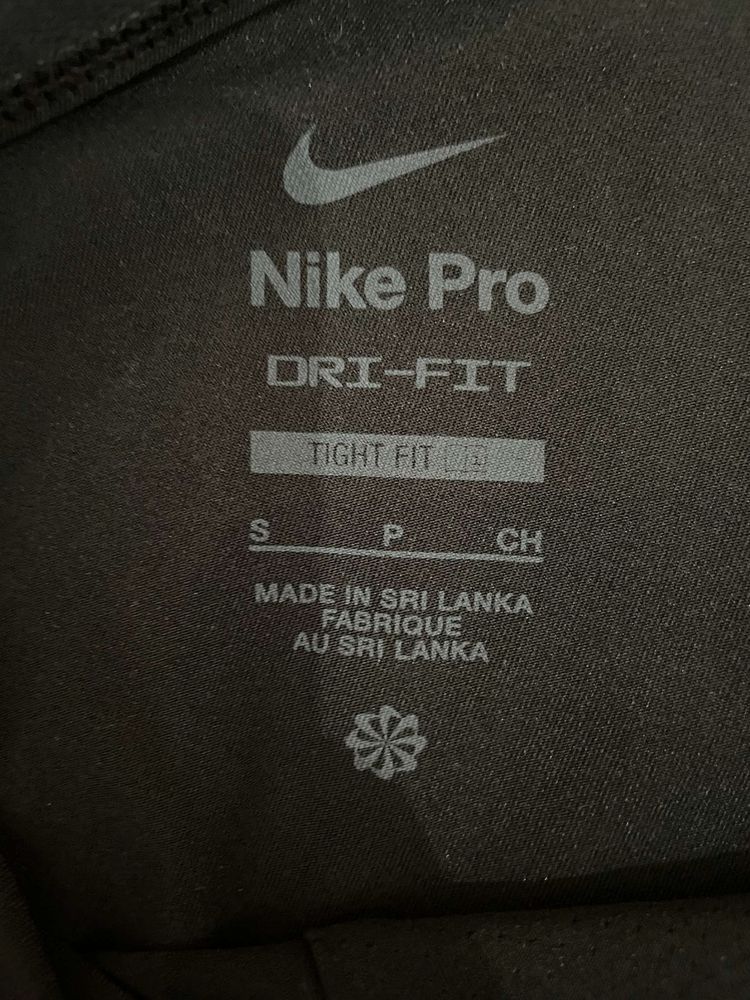 Nike Pro
DRI-FIT
TIGHT FIT
S P CH
MADE IN SRI LANKA
FABRIQUE
AU SRI LANKA